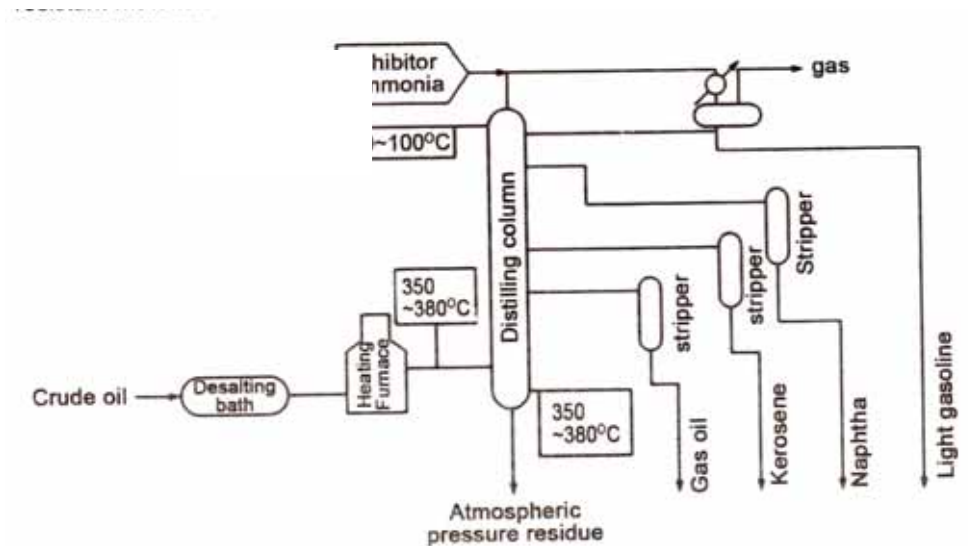 hibitor
mmonia
gas
~100°C
Distilling column
Stripper
stripper
stripper
350
~380°C
Heating
Furnace
Crude oil
Desalting
bath
350
~380°C
Gas oil
Kerosene
Naphtha
Light gasoline
Atmospheric
pressure residue